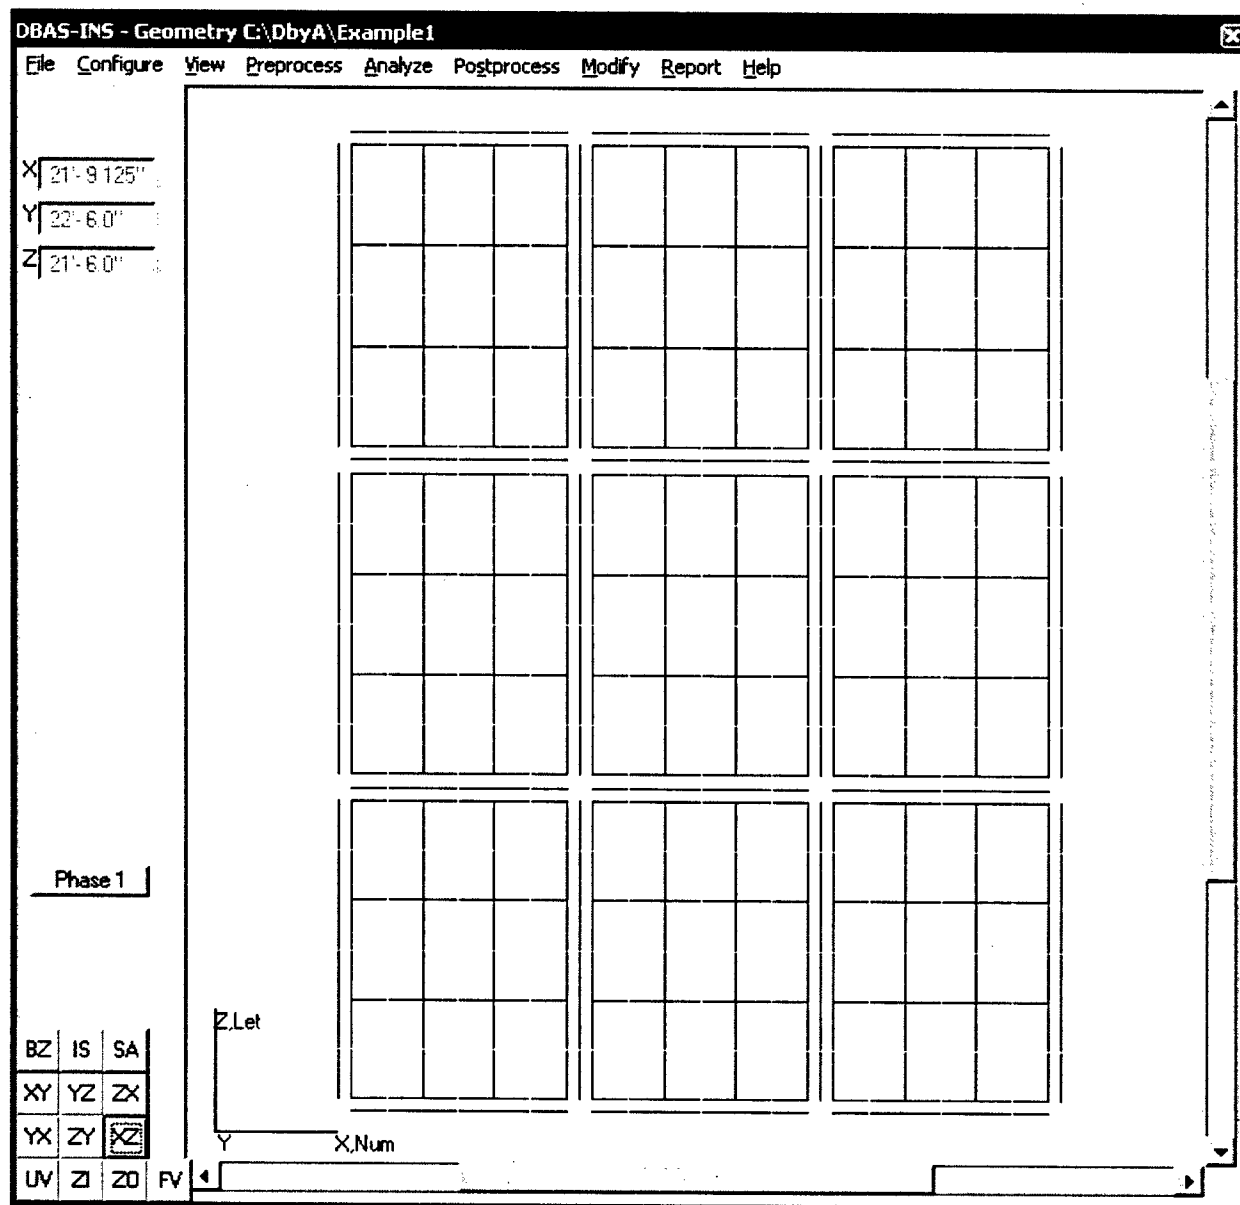 DBAS-INS - Geometry C:\DbyA\Example1
File Configure View Preprocess Analyze Postprocess Modify Report Help
X 21'- 9.125"
Y 22'- 6.0"
Z 21'- 6.0"
Phase 1
Z,Let
BZ IS SA
XY YZ ZX
YX ZY XZ
Y X,Num
UV ZI ZO FV